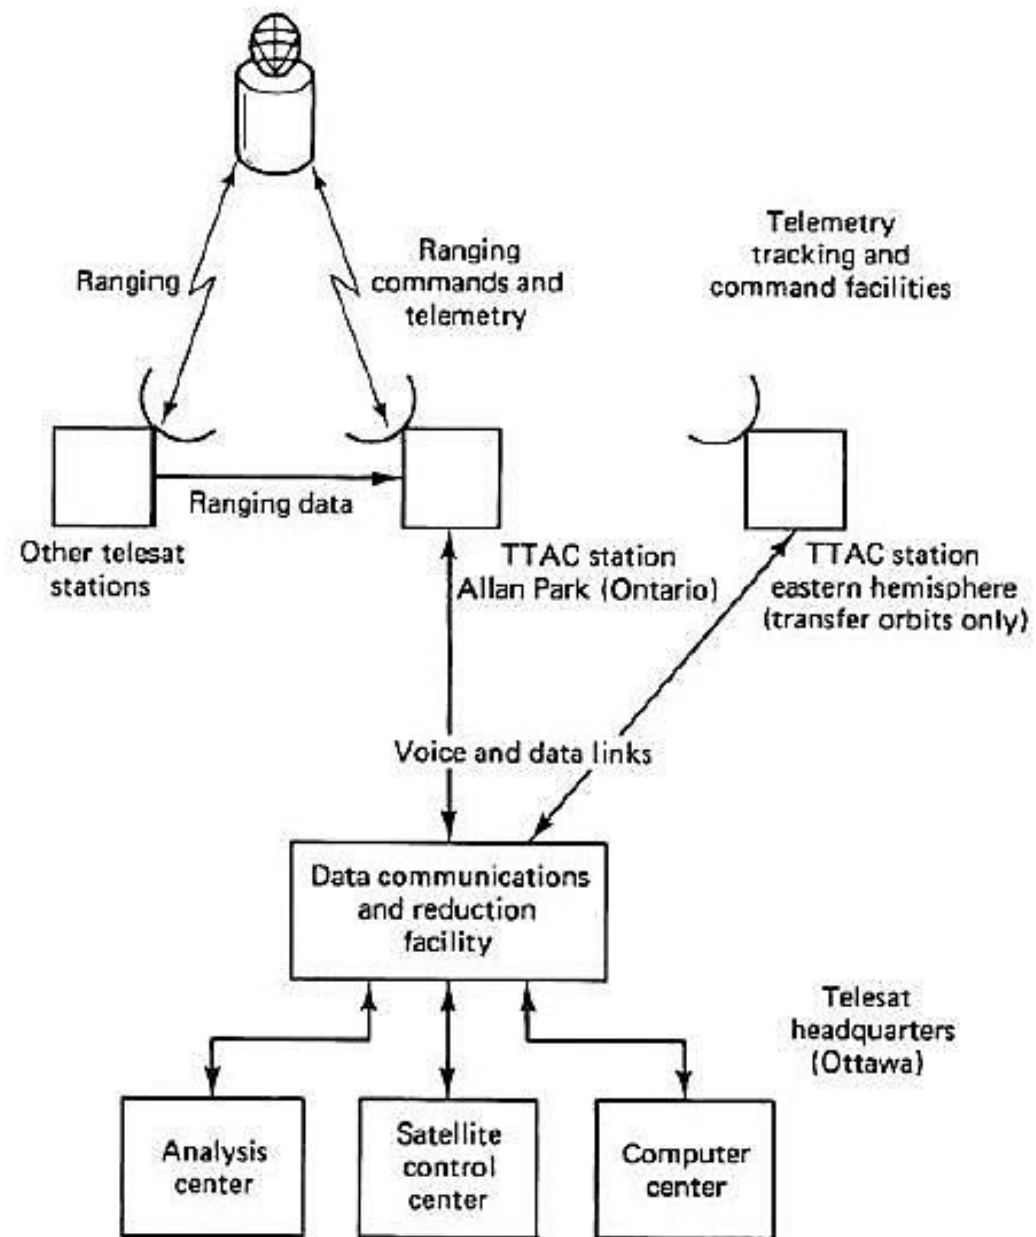 Ranging
Ranging
commands and
telemetry
Telemetry
tracking and
command facilities
Ranging data
Other telesat
stations
TTAC station
Allan Park (Ontario)
TTAC station
eastern hemisphere
(transfer orbits only)
Voice and data links
Data communications
and reduction
facility
Telesat
headquarters
(Ottawa)
Analysis
center
Satellite
control
center
Computer
center